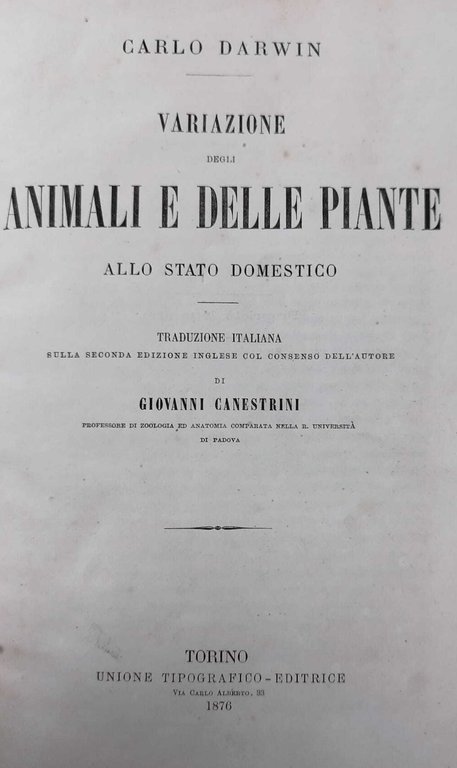 CARLO DARWIN
VARIAZIONE
DEGLI
ANIMALI E DELLE PIANTE
ALLO STATO DOMESTICO
TRADUZIONE ITALIANA
SULLA SECONDA EDIZIONE INGLESE COL CONSENSO DELL'AUTORE
DI
GIOVANNI CANESTRINI
PROFESSORE DI ZOOLOGIA ED ANATOMIA COMPARATA NELLA R. UNIVERSITÀ
DI PADOVA
TORINO
UNIONE TIPOGRAFICO-EDITRICE
VIA CARLO ALBERTO, 33
1876